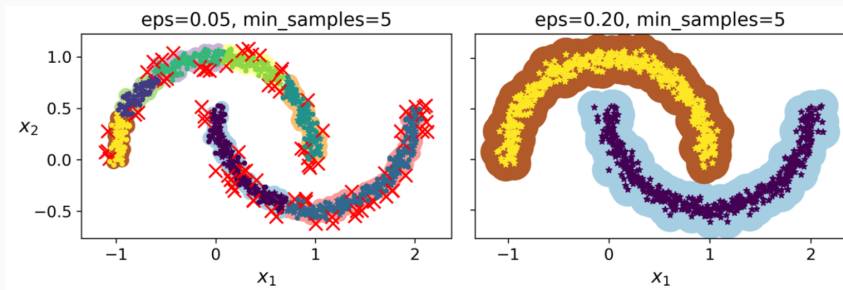 eps=0.05, min_samples=5
eps=0.20, min_samples=5
1.0
0.5
x₂
0.0
−0.5
−1
0
1
2
−1
0
1
2
x₁
x₁